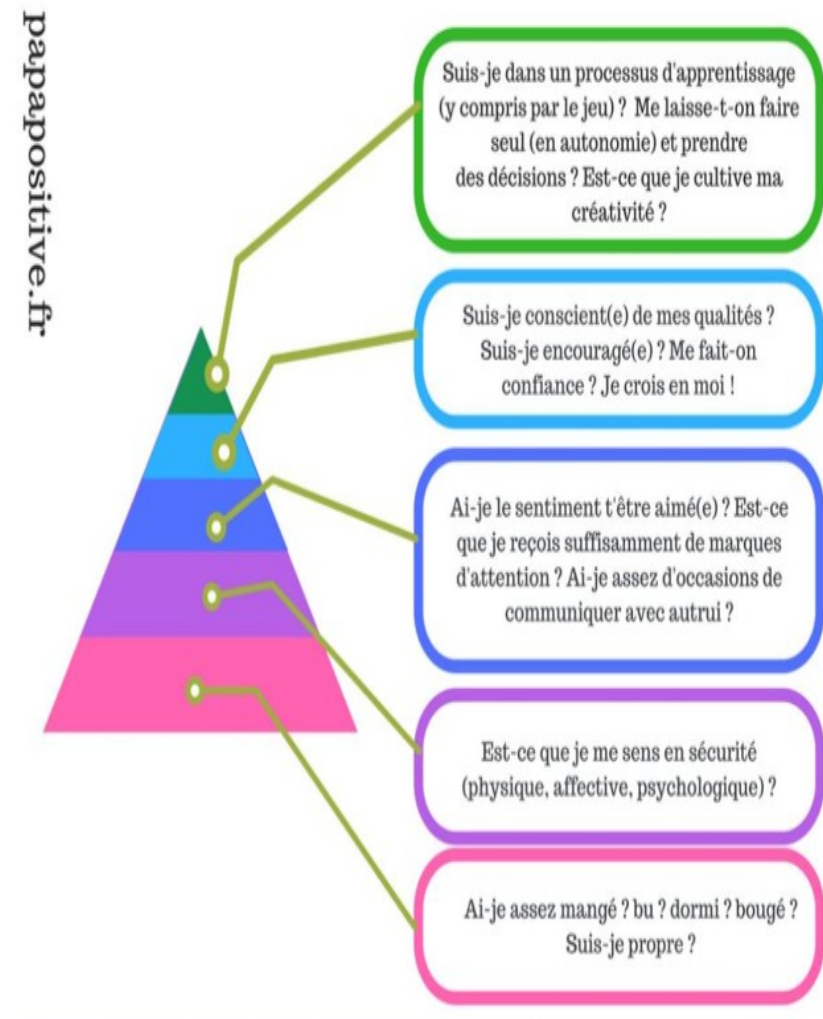 papapositive.fr
Suis-je dans un processus d'apprentissage
(y compris par le jeu) ? Me laisse-t-on faire
seul (en autonomie) et prendre
des décisions ? Est-ce que je cultive ma
créativité ?
Suis-je conscient(e) de mes qualités ?
Suis-je encouragé(e) ? Me fait-on
confiance ? Je crois en moi !
Ai-je le sentiment t'être aimé(e) ? Est-ce
que je reçois suffisamment de marques
d'attention ? Ai-je assez d'occasions de
communiquer avec autrui ?
Est-ce que je me sens en sécurité
(physique, affective, psychologique) ?
Ai-je assez mangé ? bu ? dormi ? bougé ?
Suis-je propre ?